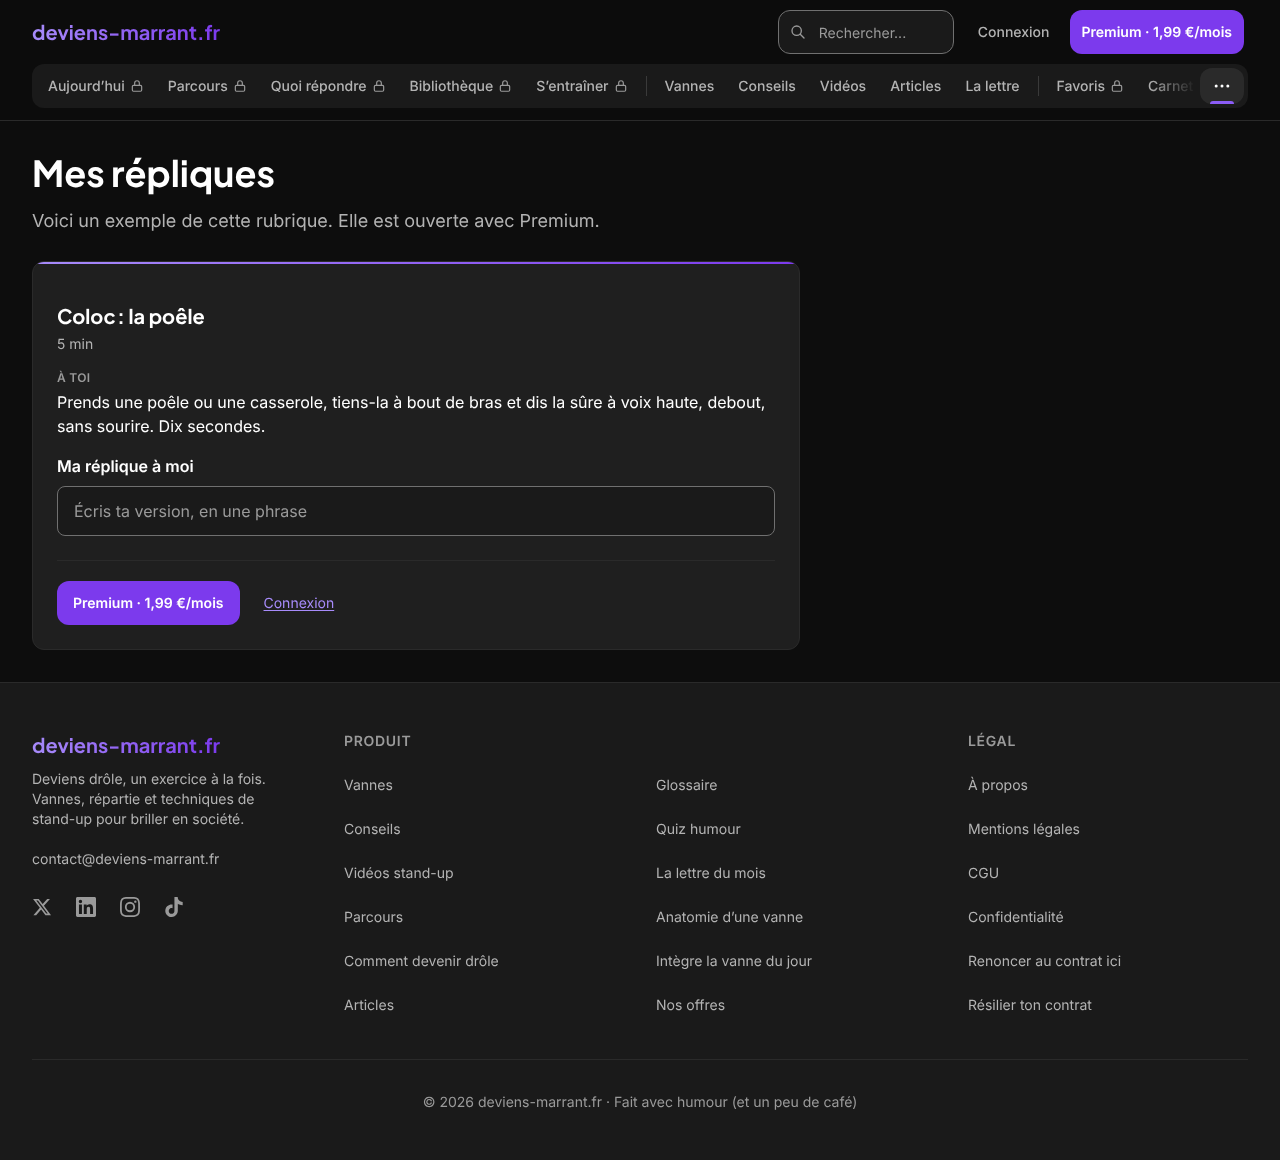 deviens-marrant.fr
Rechercher...
Connexion
Premium · 1,99 €/mois
Aujourd’hui
Parcours
Quoi répondre
Bibliothèque
S’entraîner
Vannes
Conseils
Vidéos
Articles
La lettre
Favoris
Carnet
Mes répliques
Voici un exemple de cette rubrique. Elle est ouverte avec Premium.
Coloc : la poêle
5 min
À TOI
Prends une poêle ou une casserole, tiens-la à bout de bras et dis la sûre à voix haute, debout,
sans sourire. Dix secondes.
Ma réplique à moi
Écris ta version, en une phrase
Premium · 1,99 €/mois
Connexion
deviens-marrant.fr
Deviens drôle, un exercice à la fois.
Vannes, répartie et techniques de
stand-up pour briller en société.
contact@deviens-marrant.fr
PRODUIT
Vannes
Conseils
Vidéos stand-up
Parcours
Comment devenir drôle
Articles
Glossaire
Quiz humour
La lettre du mois
Anatomie d’une vanne
Intègre la vanne du jour
Nos offres
LÉGAL
À propos
Mentions légales
CGU
Confidentialité
Renoncer au contrat ici
Résilier ton contrat
© 2026 deviens-marrant.fr · Fait avec humour (et un peu de café)